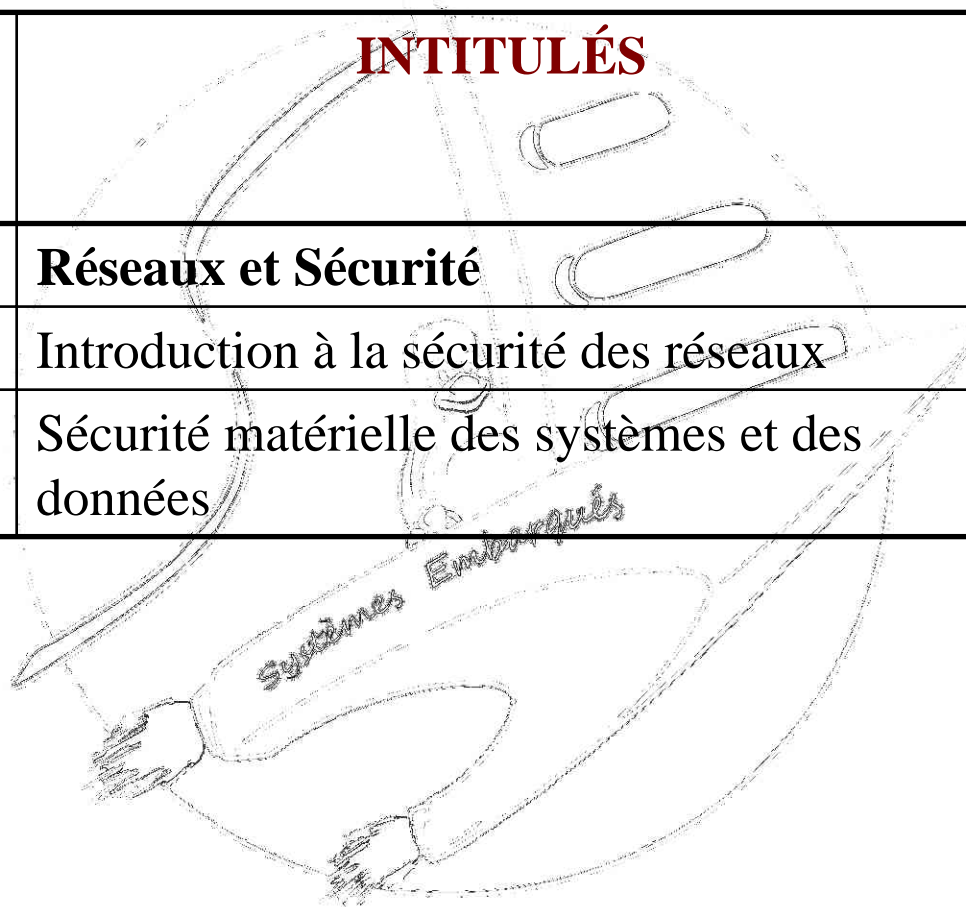 INTITULÉS
Réseaux et Sécurité
Introduction à la sécurité des réseaux
Sécurité matérielle des systèmes et des
données
Systèmes Embarqués